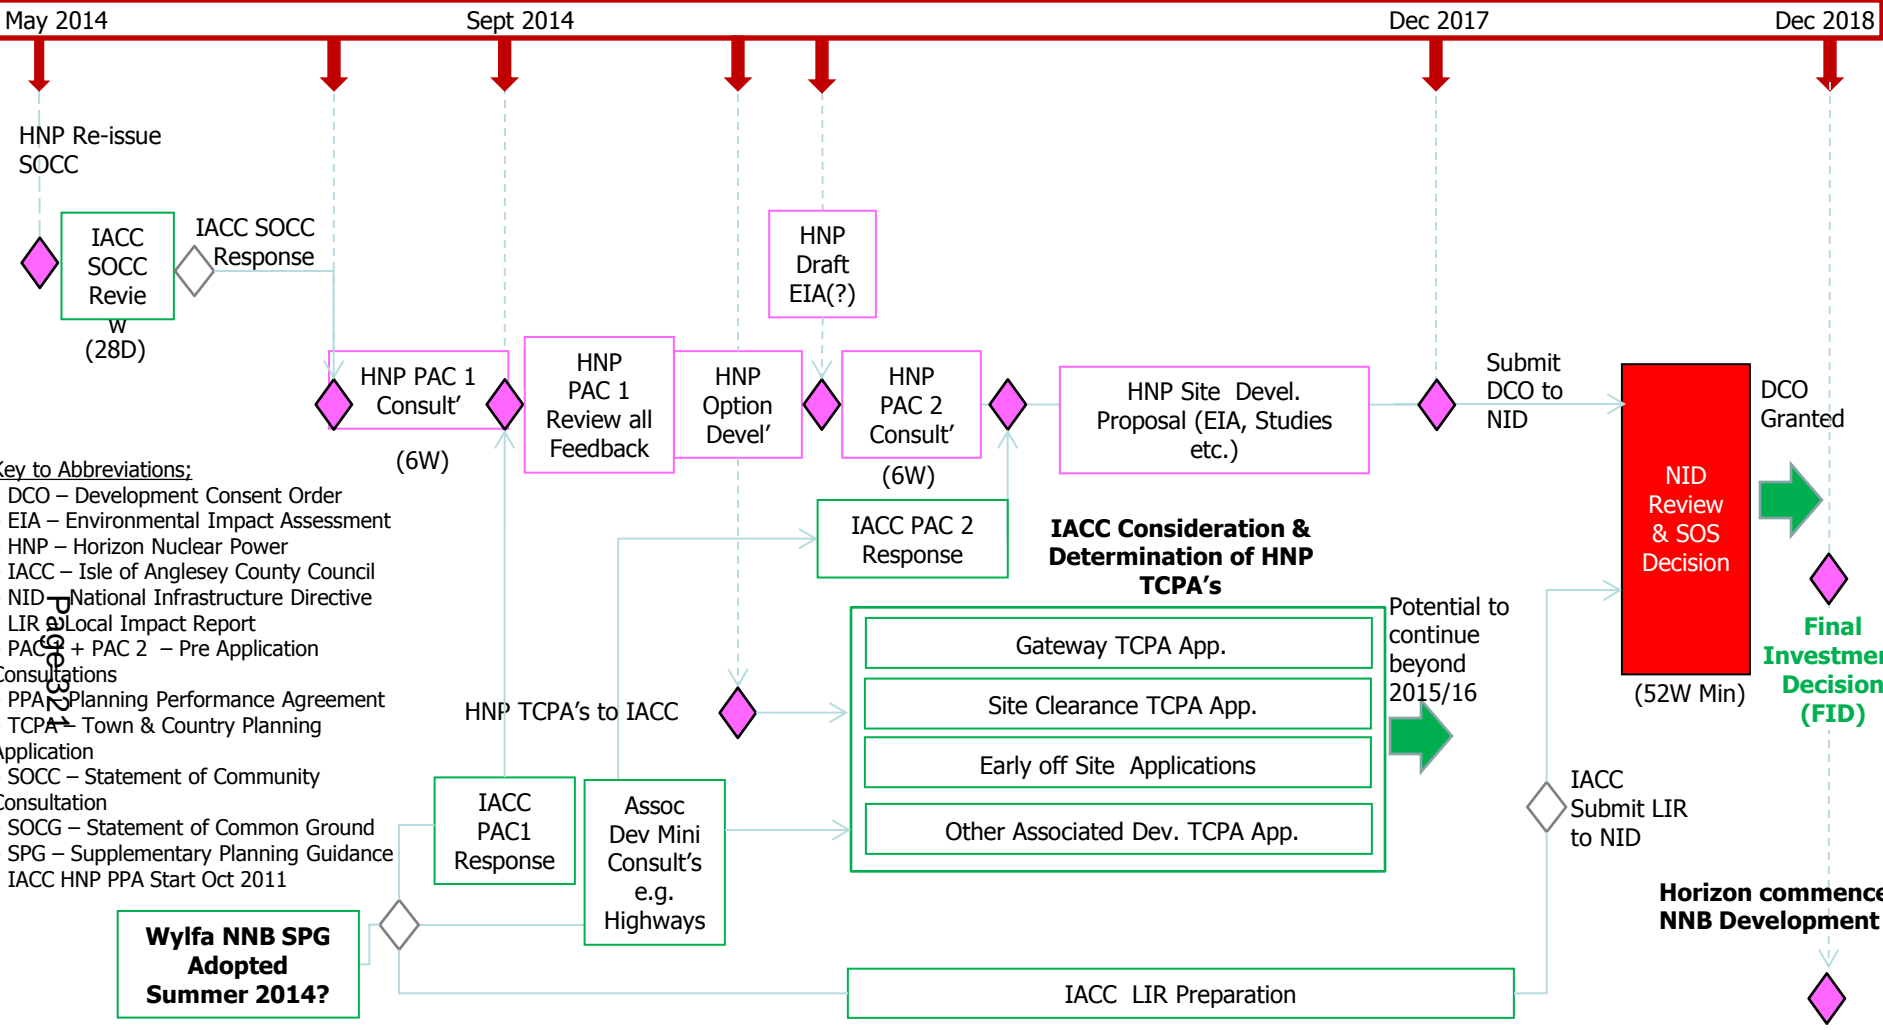 May 2014
Sept 2014
Dec 2017
Dec 2018
HNP Re-issue
SOCC
IACC
SOCC
Revie
w
(28D)
IACC SOCC
Response
HNP
Draft
EIA(?)
HNP PAC 1
Consult'
(6W)
HNP
PAC 1
Review all
Feedback
HNP
Option
Devel'
HNP
PAC 2
Consult'
(6W)
HNP Site Devel.
Proposal (EIA, Studies
etc.)
Submit
DCO to
NID
NID
Review
& SOS
Decision
(52W Min)
DCO
Granted
Final
Investmen
Decision
(FID)
Key to Abbreviations;
DCO – Development Consent Order
EIA – Environmental Impact Assessment
HNP – Horizon Nuclear Power
IACC – Isle of Anglesey County Council
NID – National Infrastructure Directive
LIR – Local Impact Report
PAC 1 + PAC 2 – Pre Application
Consultations
PPA – Planning Performance Agreement
TCPA – Town & Country Planning
Application
SOCC – Statement of Community
Consultation
SOCG – Statement of Common Ground
SPG – Supplementary Planning Guidance
IACC HNP PPA Start Oct 2011
Page 321
IACC PAC 2
Response
IACC Consideration &
Determination of HNP
TCPA's
Gateway TCPA App.
Site Clearance TCPA App.
Early off Site Applications
Other Associated Dev. TCPA App.
Potential to
continue
beyond
2015/16
HNP TCPA's to IACC
IACC
PAC1
Response
Assoc
Dev Mini
Consult's
e.g.
Highways
IACC
Submit LIR
to NID
Wylfa NNB SPG
Adopted
Summer 2014?
IACC LIR Preparation
Horizon commence
NNB Development